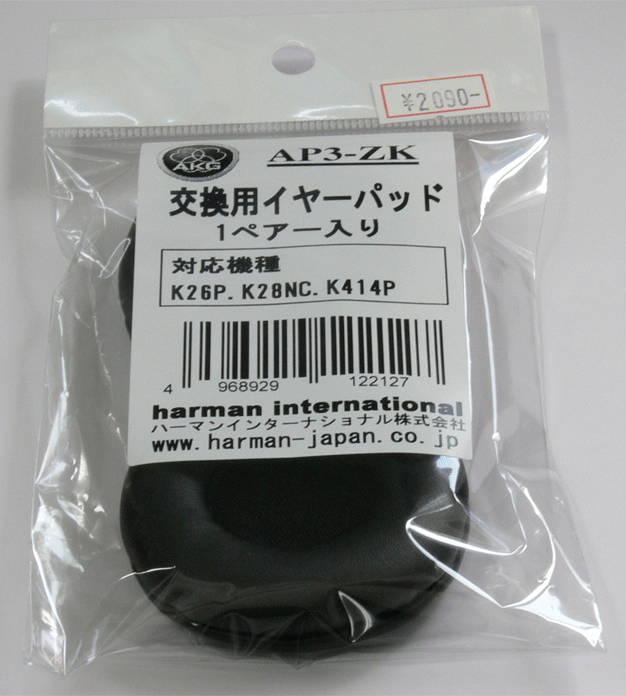 ¥2090-
AKG
AP3-ZK
交換用イヤーパッド
1ペアー入り
対応機種
K26P. K28NC. K414P
4 968929 122127
harman international
ハーマンインターナショナル株式会社
www.harman-japan.co.jp